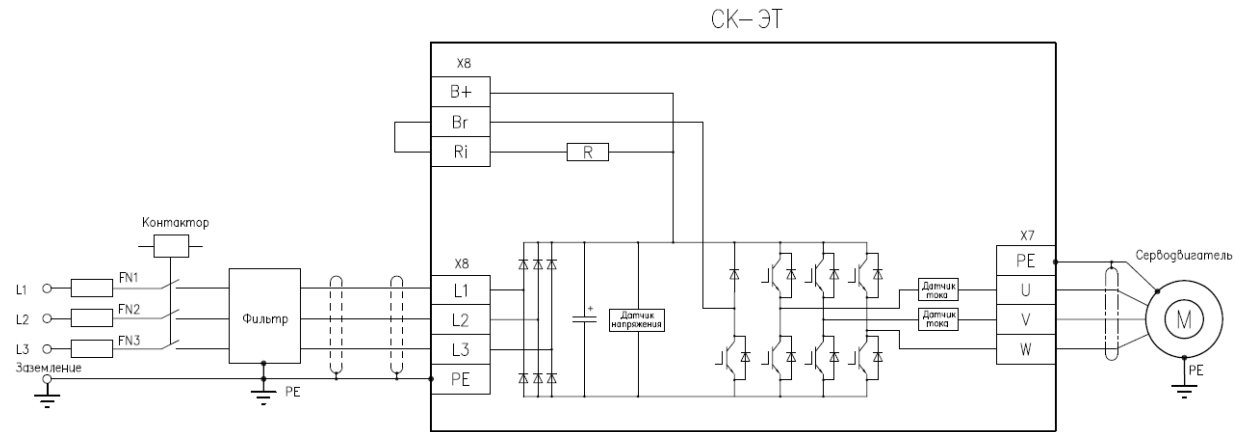 СК-ЭТ
X8
B+
Br
Ri
R
Контактор
X7
PE
Серводвигатель
FN1
X8
L1
L1
Датчик
тока
U
FN2
L2
Фильтр
L2
+
Датчик
напряжения
Датчик
тока
V
M
FN3
L3
L3
W
Заземление
PE
PE
PE